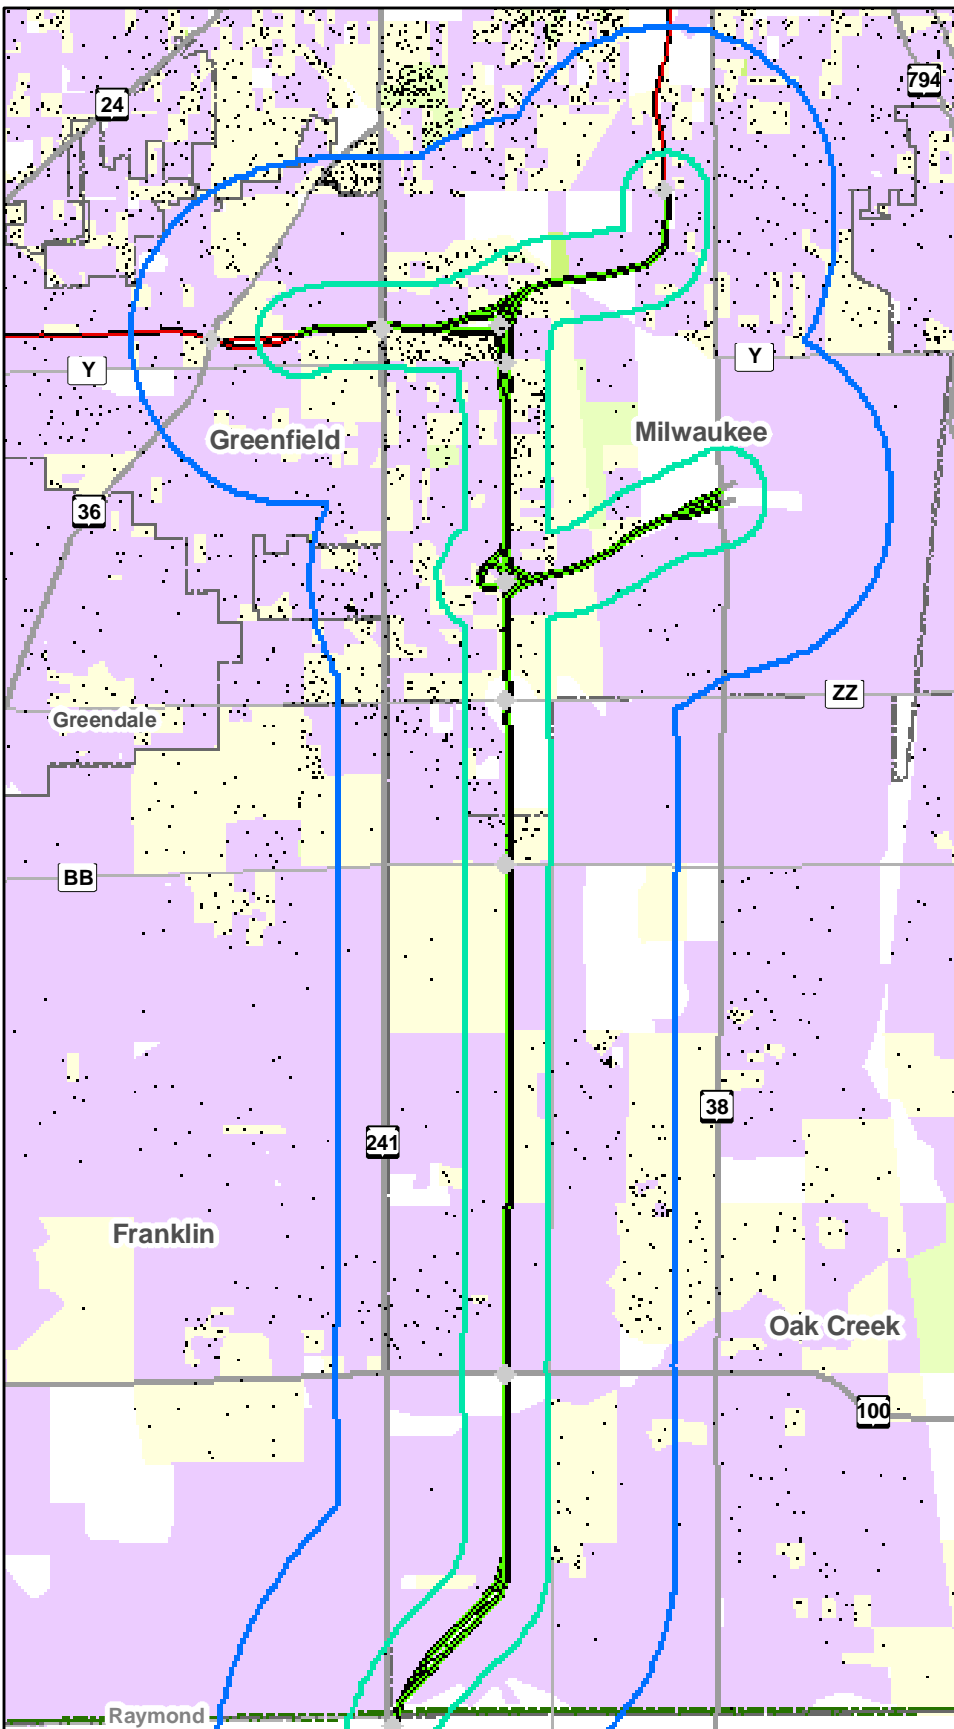 794
24
Y
Y
Greenfield
Milwaukee
36
ZZ
Greendale
BB
38
241
Franklin
Oak Creek
100
Raymond